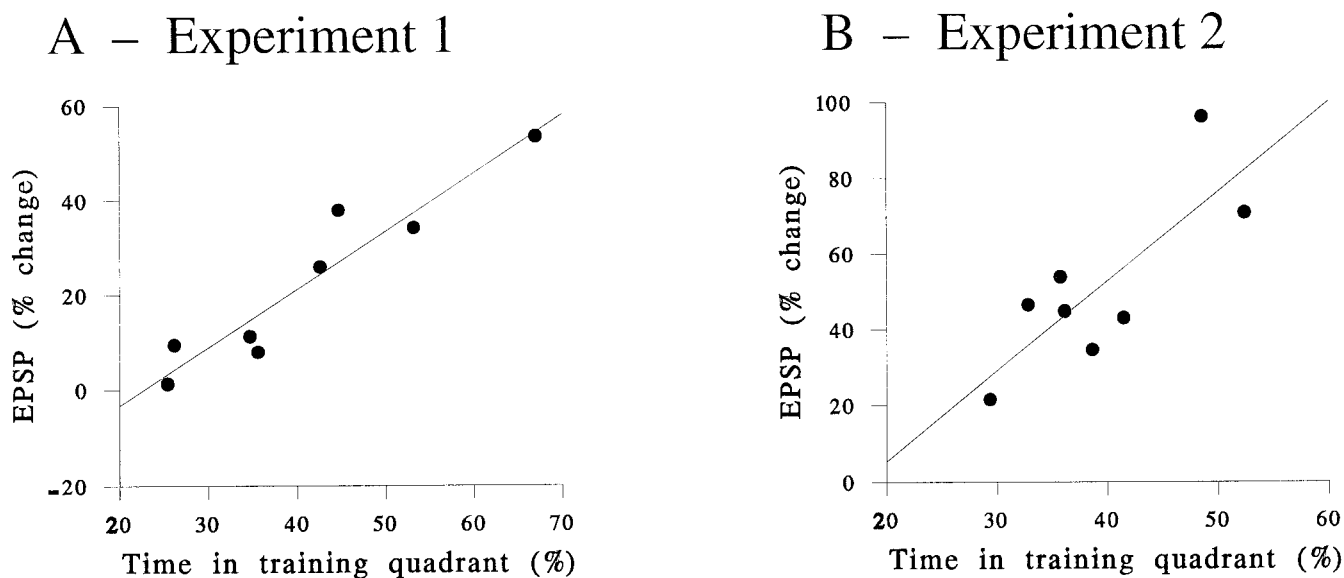 A – Experiment 1
60
40
20
0
-20
EPSP (% change)
20 30 40 50 60 70
Time in training quadrant (%)
B – Experiment 2
100
80
60
40
20
0
EPSP (% change)
20 30 40 50 60
Time in training quadrant (%)